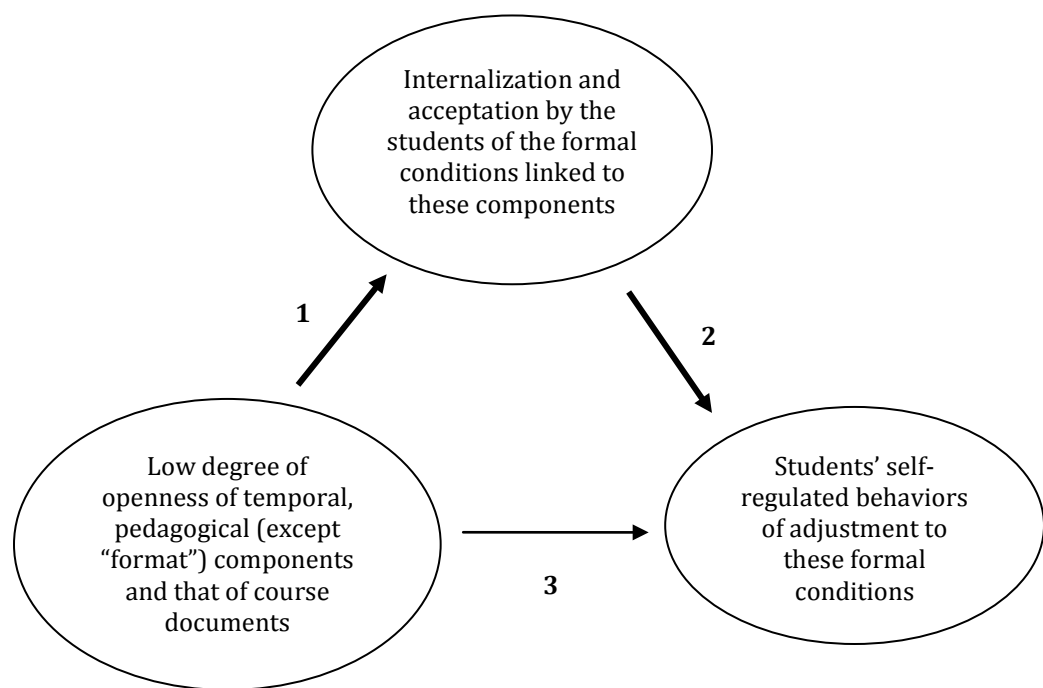 Internalization and
acceptation by the
students of the formal
conditions linked to
these components
1
2
Low degree of
openness of temporal,
pedagogical (except
“format”) components
and that of course
documents
3
Students’ self-
regulated behaviors
of adjustment to
these formal
conditions